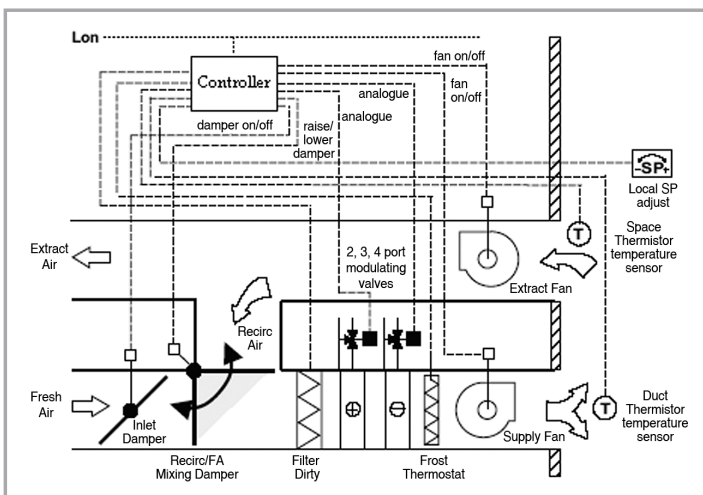 Lon
Controller
fan on/off
fan
on/off
analogue
analogue
damper on/off
raise/
lower
damper
-SP+
Local SP
adjust
Space
Thermistor
temperature
sensor
T
Extract
Air
2, 3, 4 port
modulating
valves
Extract Fan
Recirc
Air
Fresh
Air
Inlet
Damper
Supply Fan
T
Duct
Thermistor
temperature
sensor
Recirc/FA
Mixing Damper
Filter
Dirty
Frost
Thermostat